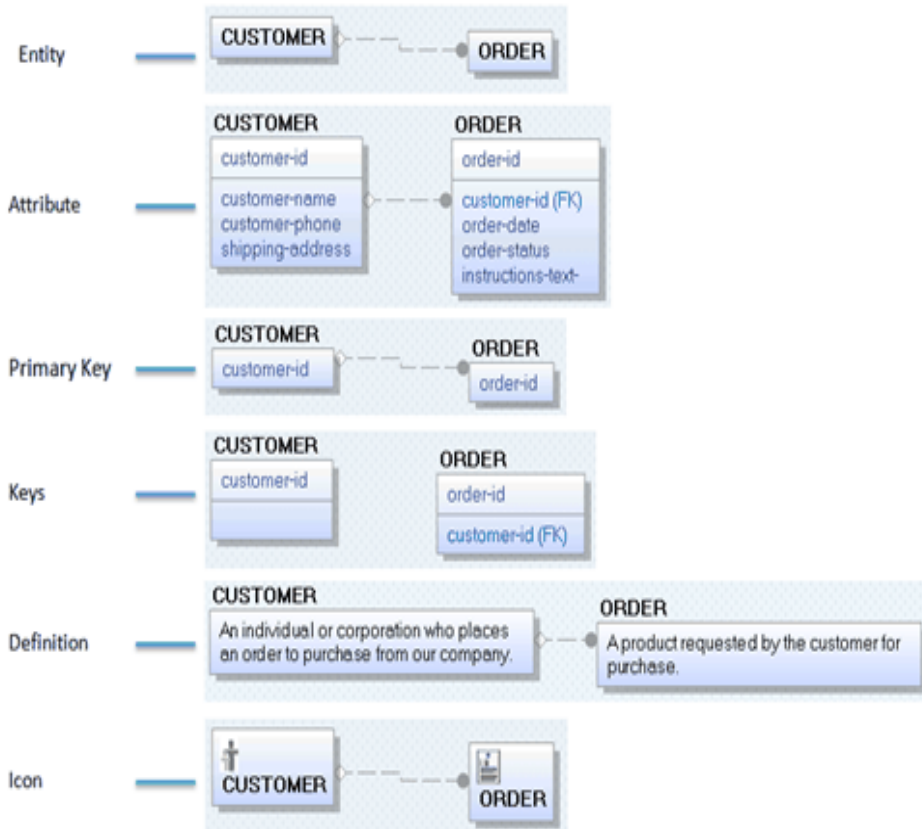 Entity
CUSTOMER
ORDER
Attribute
CUSTOMER
customer-id
customer-name
customer-phone
shipping-address
ORDER
order-id
customer-id (FK)
order-date
order-status
instructions-text-
Primary Key
CUSTOMER
customer-id
ORDER
order-id
Keys
CUSTOMER
customer-id
ORDER
order-id
customer-id (FK)
Definition
CUSTOMER
An individual or corporation who places
an order to purchase from our company.
ORDER
A product requested by the customer for
purchase.
Icon
CUSTOMER
ORDER